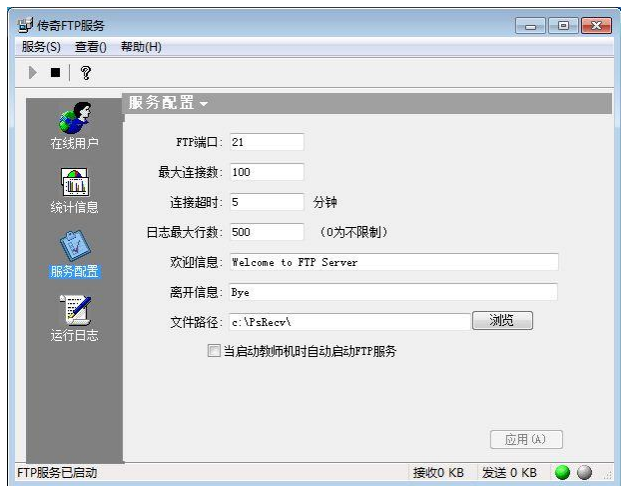 传奇FTP服务
服务(S) 查看() 帮助(H)
服务配置
在线用户
统计信息
服务配置
运行日志
FTP端口: 21
最大连接数: 100
连接超时: 5 分钟
日志最大行数: 500 (0为不限制)
欢迎信息: Welcome to FTP Server
离开信息: Bye
文件路径: c:\PsRecv\ 浏览
当启动教师机时自动启动FTP服务
应用(A)
FTP服务已启动 接收0 KB 发送 0 KB